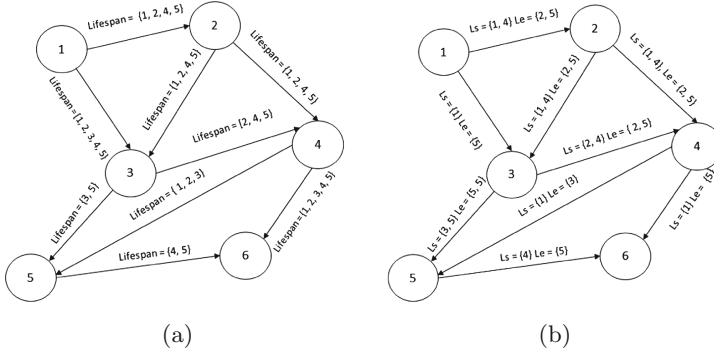 Lifespan = {1, 2, 4, 5}
1
2
Lifespan = {1, 2, 3, 4, 5}
Lifespan = {1, 2, 4, 5}
Lifespan = {1, 2, 4, 5}
Lifespan = {2, 4, 5}
3
4
Lifespan = {3, 5}
Lifespan = { 1, 2, 3}
Lifespan = {1, 2, 3, 4, 5}
5
Lifespan = {4, 5}
6
(a)
Ls = {1, 4} Le = {2, 5}
1
2
Ls = {1} Le = {5}
Ls = {1, 4} Le = {2, 5}
Ls = {1, 4}, Le = {2, 5}
Ls = {2, 4} Le = { 2, 5}
3
4
Ls = {3, 5} Le = {5, 5}
Ls = {1} Le = {3}
Ls = {1} Le = {5}
5
Ls = {4} Le = {5}
6
(b)